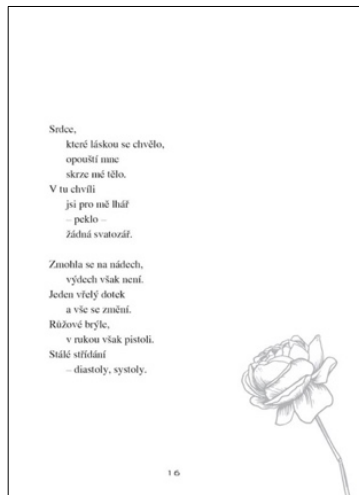 Srdce,
které láskou se chvělo,
opouští mne
skrze mé tělo.
V tu chvíli
jsi pro mě lhář
– peklo –
žádná svatozář.
Zmohla se na nádech,
výdech však není.
Jeden vřelý dotek
a vše se změní.
Růžové brýle,
v rukou však pistoli.
Stálé střídání
– diastoly, systoly.
16